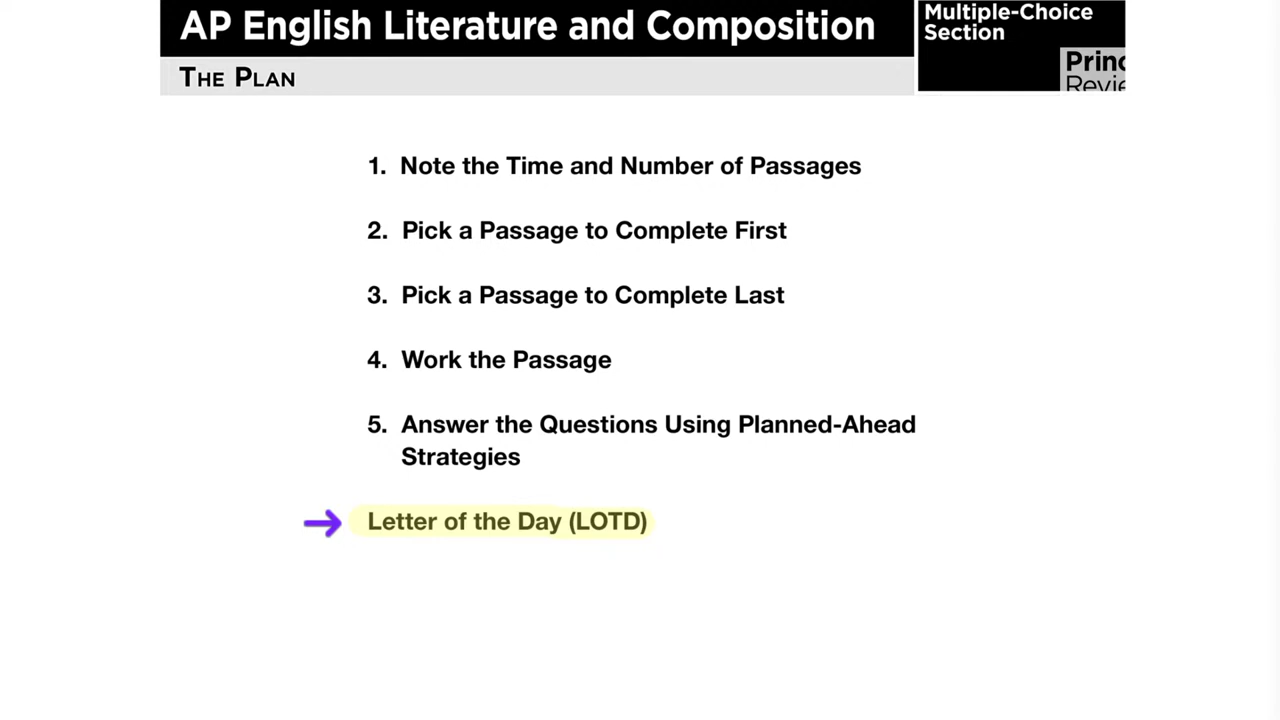 AP English Literature and Composition
Multiple-Choice
Section
THE PLAN
1. Note the Time and Number of Passages
2. Pick a Passage to Complete First
3. Pick a Passage to Complete Last
4. Work the Passage
5. Answer the Questions Using Planned-Ahead
Strategies
Letter of the Day (LOTD)